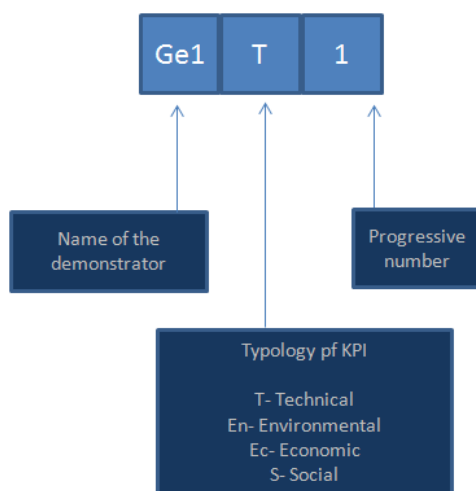 Ge1 T 1
Name of the
demonstrator
Progressive
number
Typology pf KPI
T- Technical
En- Environmental
Ec- Economic
S- Social